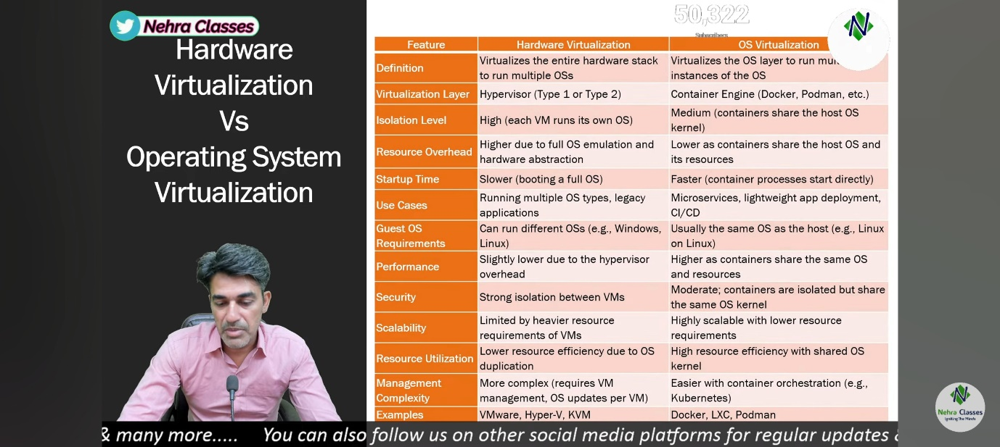 Nehra Classes
Hardware
Virtualization
Vs
Operating System
Virtualization
50,322
Subscribers
N
Feature Hardware Virtualization OS Virtualization
Definition Virtualizes the entire hardware stack to run multiple OSs Virtualizes the OS layer to run instances of the OS
Virtualization Layer Hypervisor (Type 1 or Type 2) Container Engine (Docker, Podman, etc.)
Isolation Level High (each VM runs its own OS) Medium (containers share the host OS kernel)
Resource Overhead Higher due to full OS emulation and hardware abstraction Lower as containers share the host OS and its resources
Startup Time Slower (booting a full OS) Faster (container processes start directly)
Use Cases Running multiple OS types, legacy applications Microservices, lightweight app deployment, CI/CD
Guest OS Requirements Can run different OSs (e.g., Windows, Linux) Usually the same OS as the host (e.g., Linux on Linux)
Performance Slightly lower due to the hypervisor overhead Higher as containers share the same OS and resources
Security Strong isolation between VMs Moderate; containers are isolated but share the same OS kernel
Scalability Limited by heavier resource requirements of VMs Highly scalable with lower resource requirements
Resource Utilization Lower resource efficiency due to OS duplication High resource efficiency with shared OS kernel
Management Complexity More complex (requires VM management, OS updates per VM) Easier with container orchestration (e.g., Kubernetes)
Examples VMware, Hyper-V, KVM Docker, LXC, Podman
N
Nehra Classes
Igniting The Minds
& many more..... You can also follow us on other social media platforms for regular updates